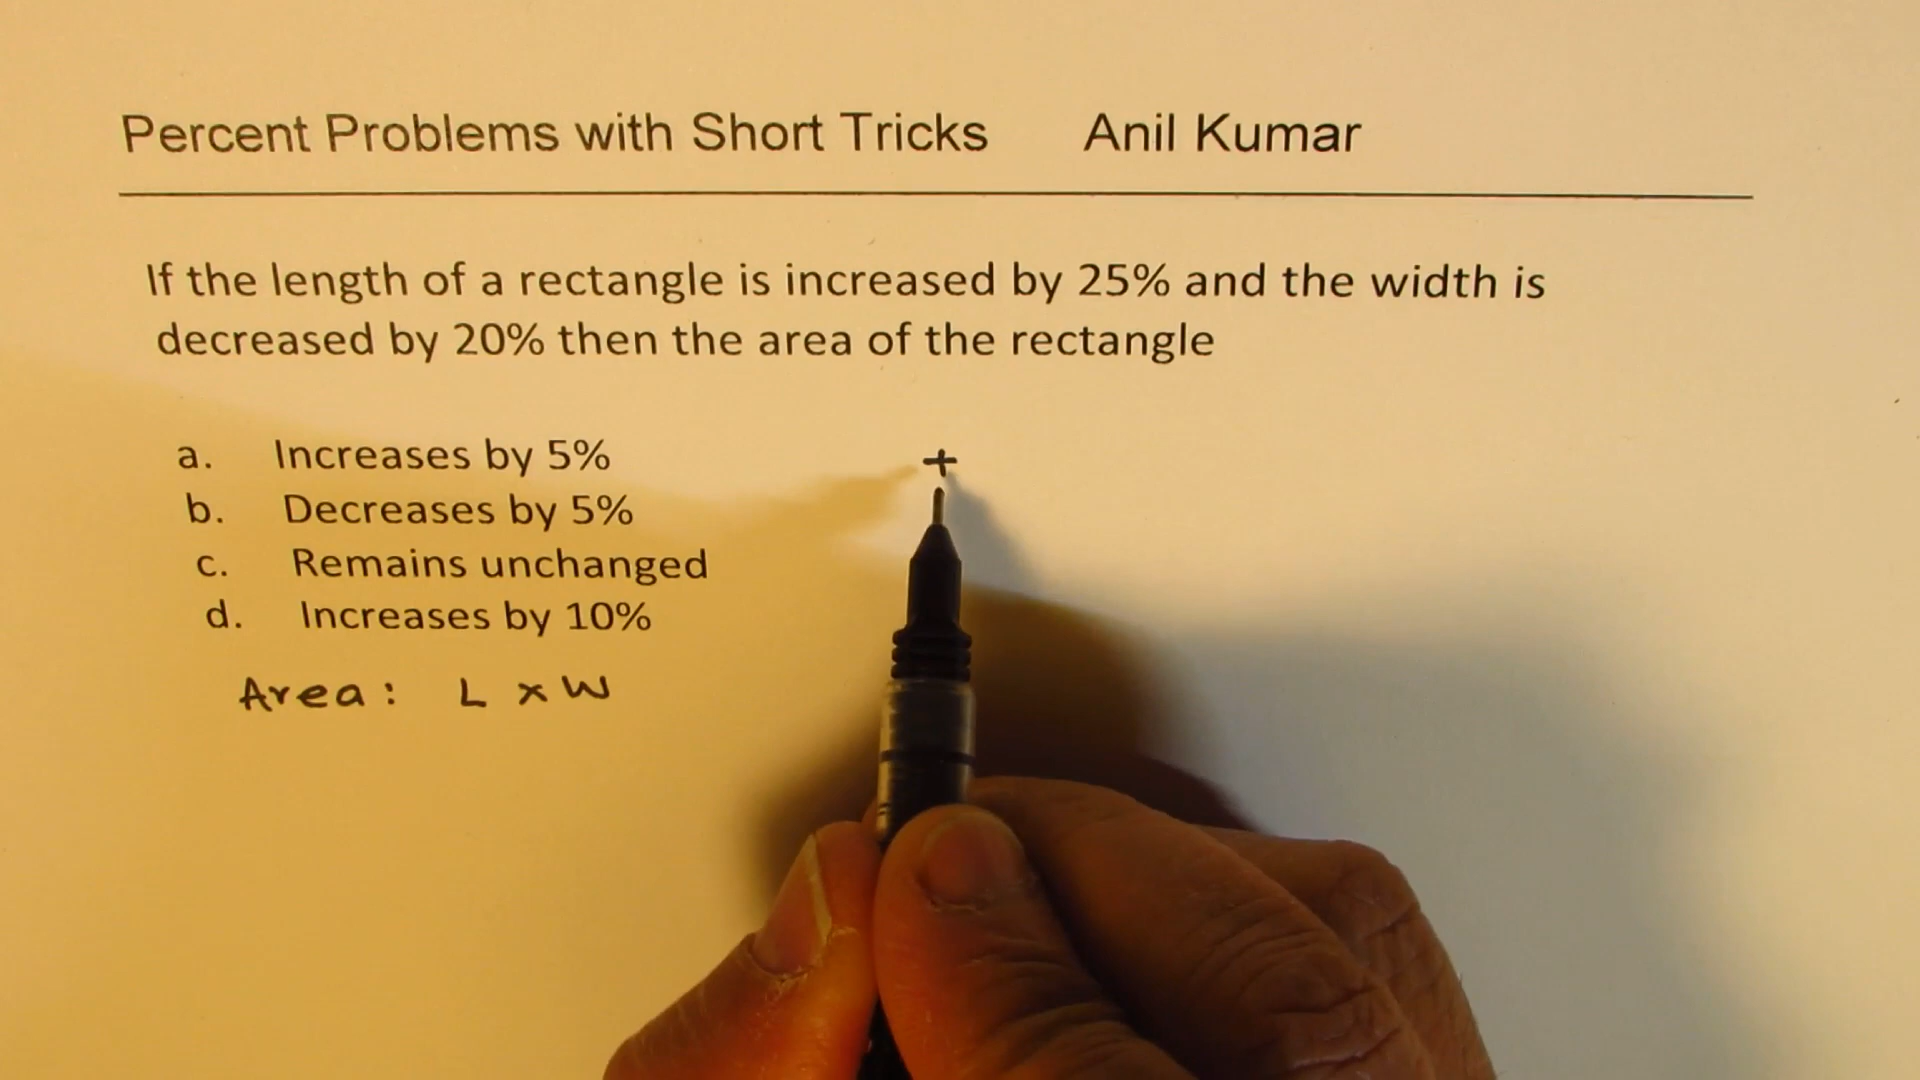 Percent Problems with Short Tricks Anil Kumar
If the length of a rectangle is increased by 25% and the width is
decreased by 20% then the area of the rectangle
a. Increases by 5%
+
b. Decreases by 5%
c. Remains unchanged
d. Increases by 10%
Area: L x W